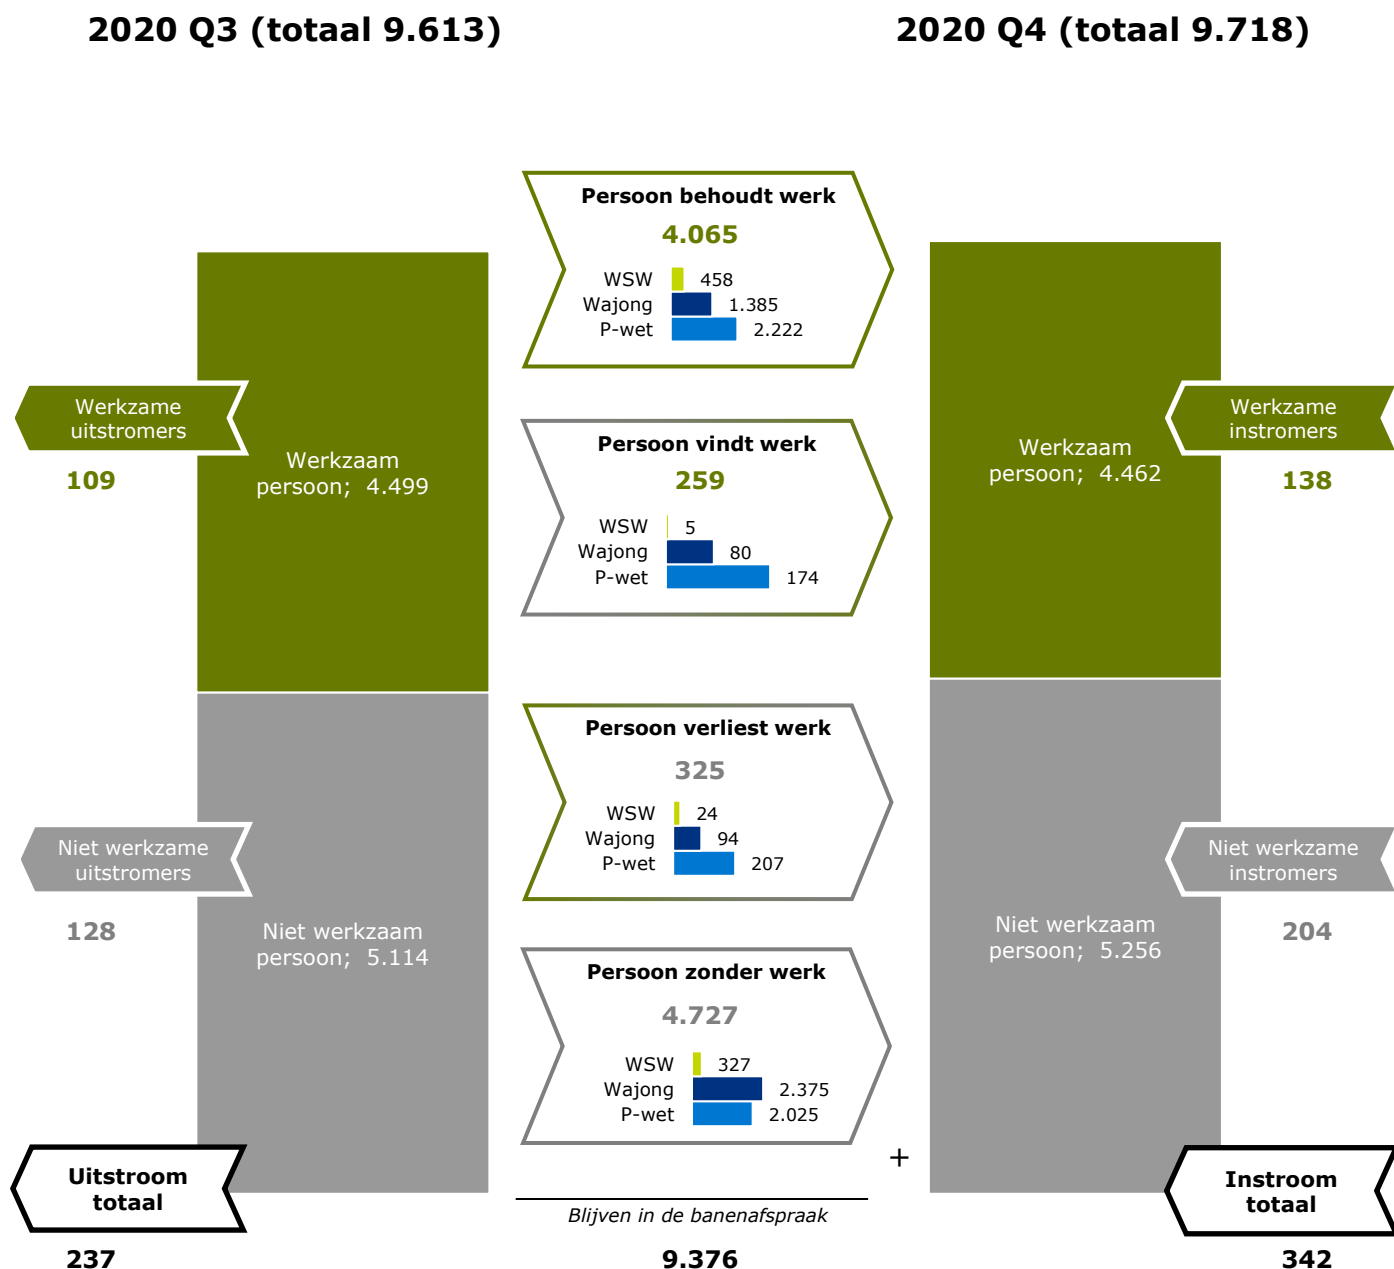 2020 Q3 (totaal 9.613)
2020 Q4 (totaal 9.718)
Persoon behoudt werk
4.065
WSW 458
Wajong 1.385
P-wet 2.222
Werkzame
uitstromers
109
Werkzaam
persoon; 4.499
Persoon vindt werk
259
WSW 5
Wajong 80
P-wet 174
Werkzaam
persoon; 4.462
Werkzame
instromers
138
Persoon verliest werk
325
WSW 24
Wajong 94
P-wet 207
Niet werkzame
uitstromers
128
Niet werkzaam
persoon; 5.114
Persoon zonder werk
4.727
WSW 327
Wajong 2.375
P-wet 2.025
Niet werkzaam
persoon; 5.256
Niet werkzame
instromers
204
+
Uitstroom
totaal
237
Blijven in de banenafspraak
9.376
Instroom
totaal
342